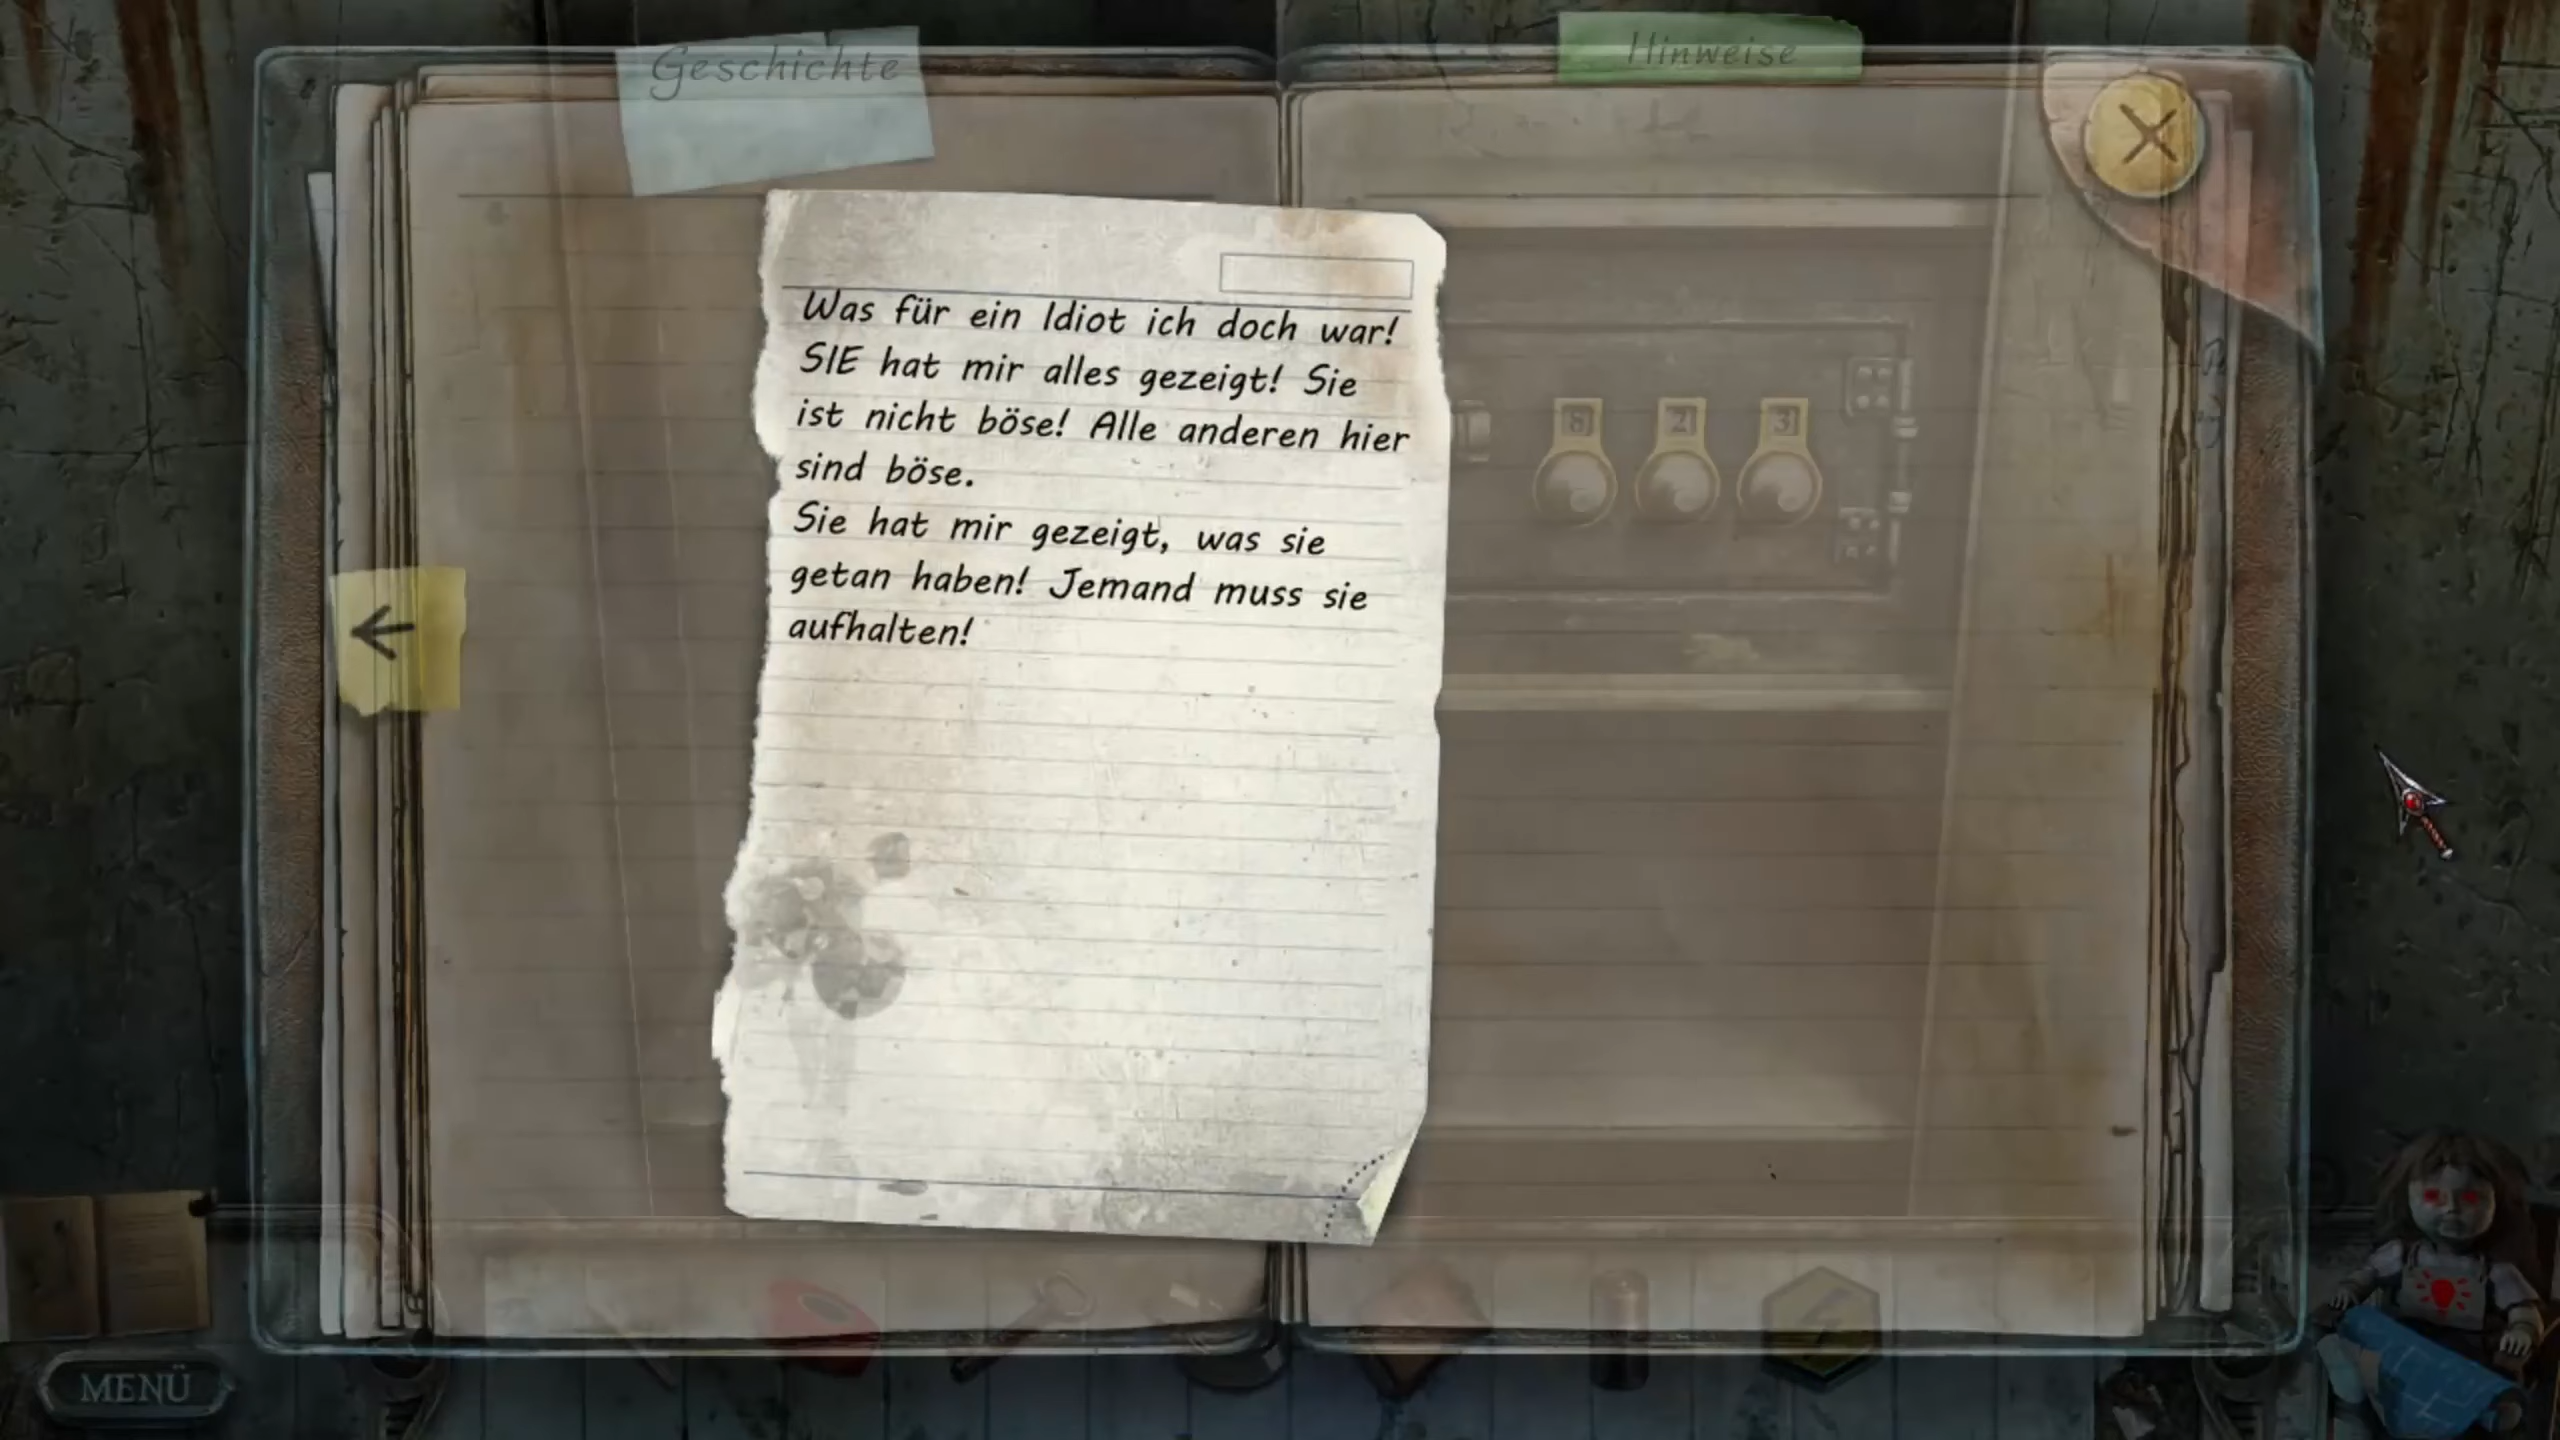 Geschichte
Hinweise
Was für ein Idiot ich doch war!
SIE hat mir alles gezeigt! Sie
ist nicht böse! Alle anderen hier
sind böse.
Sie hat mir gezeigt, was sie
getan haben! Jemand muss sie
aufhalten!
8 2 3
MENÜ